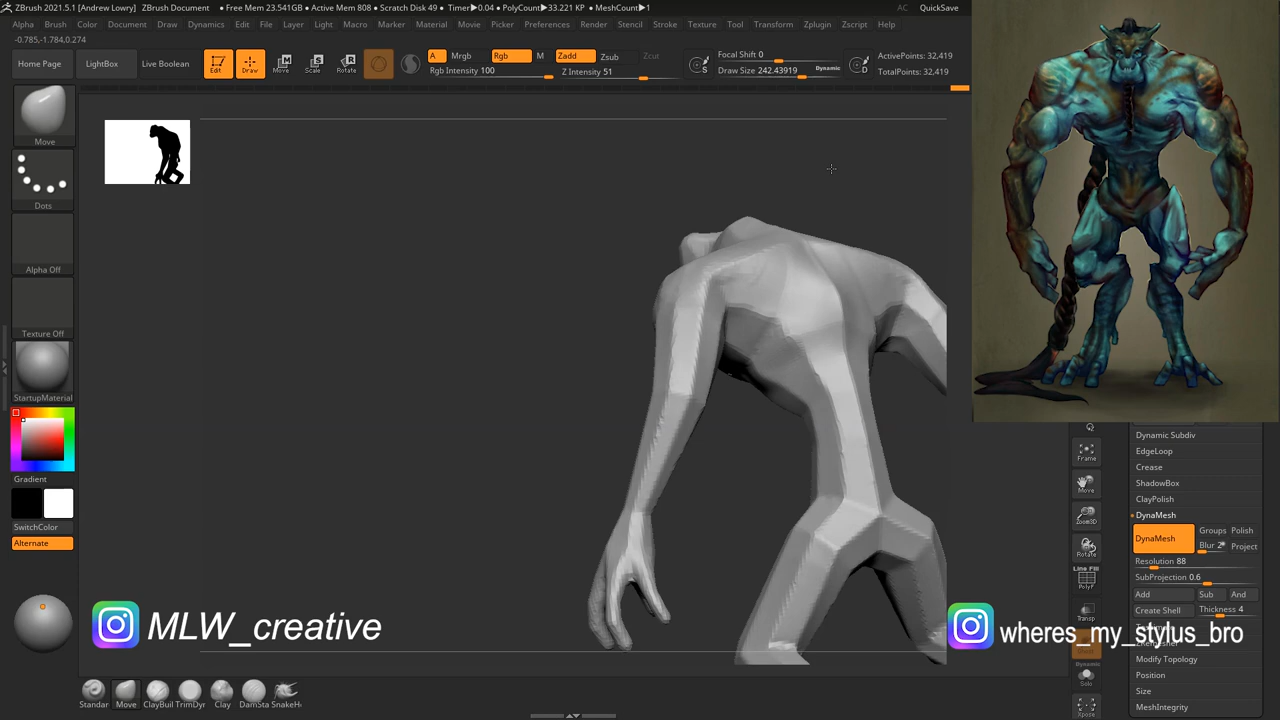 ZBrush 2021.5.1 [Andrew Lowry] ZBrush Document • Free Mem 23.541GB • Active Mem 808 • Scratch Disk 49 • Timer▶0.04 • PolyCount▶33.221 KP • MeshCount▶1 AC QuickSave
Alpha Brush Color Document Draw Dynamics Edit File Layer Light Macro Marker Material Movie Picker Preferences Render Stencil Stroke Texture Tool Transform Zplugin Zscript Help
-0.785,-1.784,0.274
Home Page LightBox Live Boolean Edit Draw Move Scale Rotate
A Mrgb Rgb M Zadd Zsub Zcut
Rgb Intensity 100 Z Intensity 51
Focal Shift 0
Draw Size 242.43919 Dynamic
S D
ActivePoints: 32,419
TotalPoints: 32,419
Move
Dots
Alpha Off
Texture Off
StartupMaterial
Gradient
SwitchColor
Alternate
Frame
Move
Zoom3D
Rotate
Line Fill
PolyF
Transp
Dynamic
Solo
Xpose
Dynamic Subdiv
EdgeLoop
Crease
ShadowBox
ClayPolish
DynaMesh
DynaMesh Groups Polish
Blur 2 Project
Resolution 88
SubProjection 0.6
Add Sub And
Create Shell Thickness 4
Modify Topology
Position
Size
MeshIntegrity
MLW_creative
wheres_my_stylus_bro
Standar Move ClayBuil TrimDyr Clay DamSta SnakeH